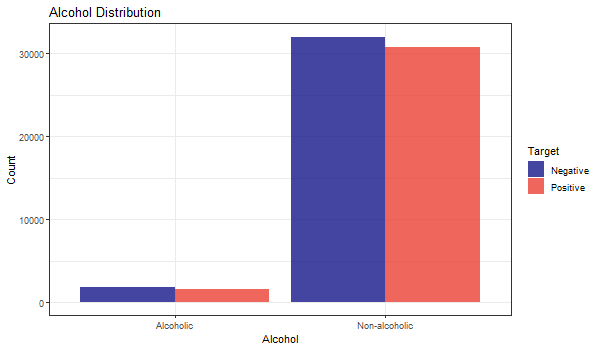 Alcohol Distribution
Count
30000
20000
10000
0
Alcoholic
Non-alcoholic
Alcohol
Target
Negative
Positive